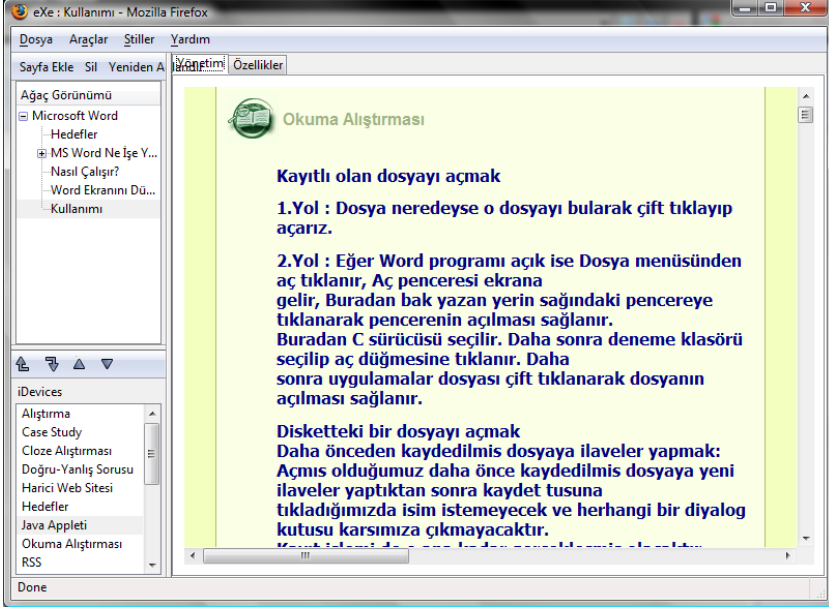 eXe : Kullanımı - Mozilla Firefox
Dosya Araçlar Stiller Yardım
Sayfa Ekle Sil Yeniden A
Yönetim Özellikler
Ağaç Görünümü
Microsoft Word
Hedefler
MS Word Ne İşe Y...
Nasıl Çalışır?
Word Ekranını Dü...
Kullanımı
iDevices
Alıştırma
Case Study
Cloze Alıştırması
Doğru-Yanlış Sorusu
Harici Web Sitesi
Hedefler
Java Appleti
Okuma Alıştırması
RSS
Okuma Alıştırması
Kayıtlı olan dosyayı açmak
1.Yol : Dosya neredeyse o dosyayı bularak çift tıklayıp
açarız.
2.Yol : Eğer Word programı açık ise Dosya menüsünden
aç tıklanır, Aç penceresi ekrana
gelir, Buradan bak yazan yerin sağındaki pencereye
tıklanarak pencerenin açılması sağlanır.
Buradan C sürücüsü seçilir. Daha sonra deneme klasörü
seçilip aç düğmesine tıklanır. Daha
sonra uygulamalar dosyası çift tıklanarak dosyanın
açılması sağlanır.
Disketteki bir dosyayı açmak
Daha önceden kaydedilmis dosyaya ilaveler yapmak:
Açmıs olduğumuz daha önce kaydedilmis dosyaya yeni
ilaveler yaptıktan sonra kaydet tusuna
tıkladığımızda isim istemeyecek ve herhangi bir diyalog
kutusu karsımıza çıkmayacaktır.
Done